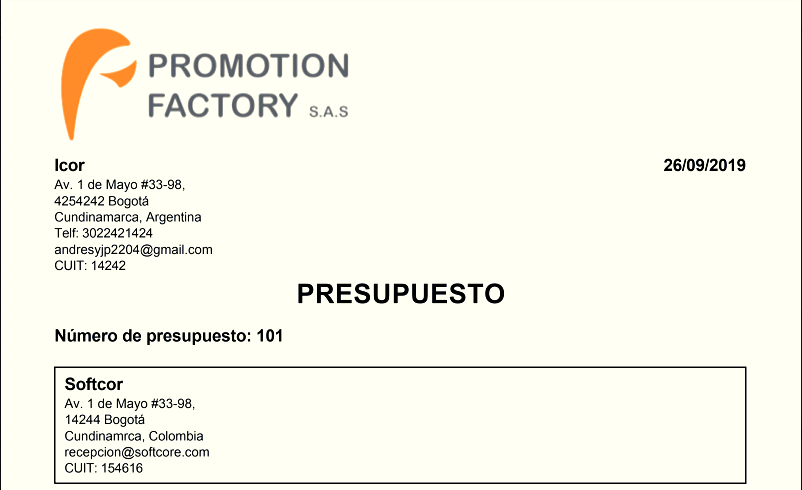 PROMOTION
FACTORY S.A.S
Icor
26/09/2019
Av. 1 de Mayo #33-98,
4254242 Bogotá
Cundinamarca, Argentina
Telf: 3022421424
andresyjp2204@gmail.com
CUIT: 14242
PRESUPUESTO
Número de presupuesto: 101
Softcor
Av. 1 de Mayo #33-98,
14244 Bogotá
Cundinamrca, Colombia
recepcion@softcore.com
CUIT: 154616